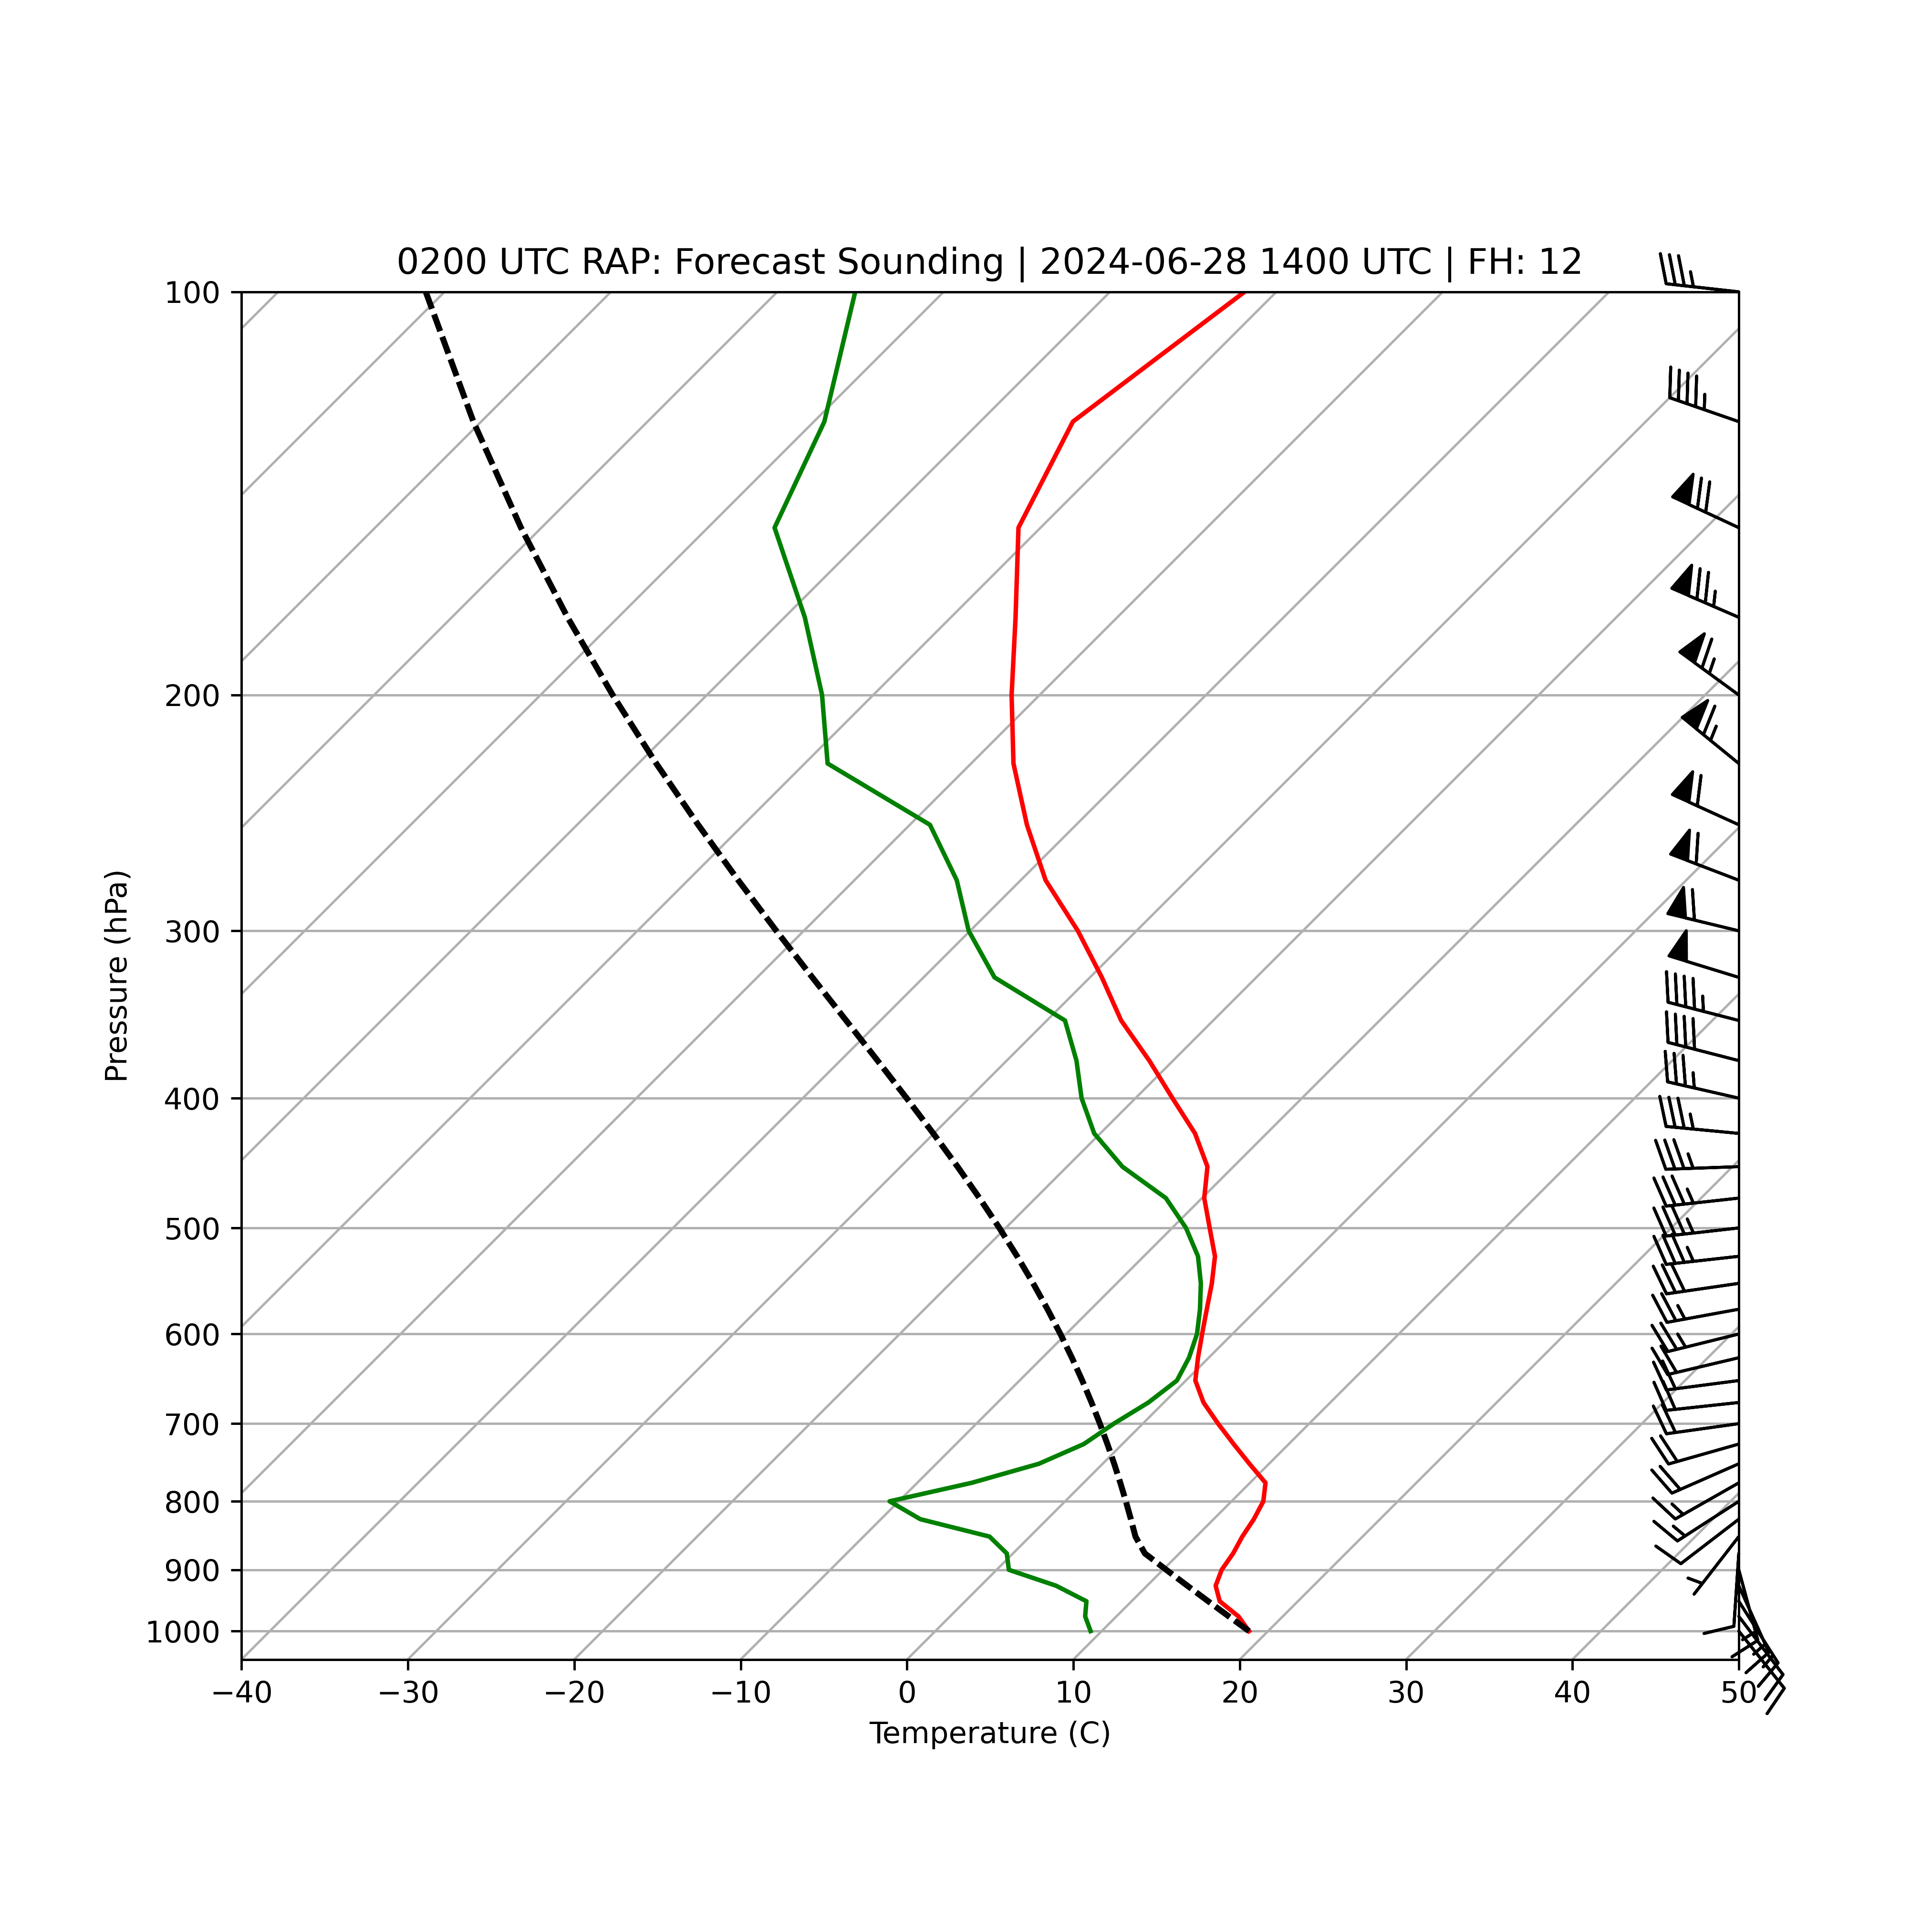 0200 UTC RAP: Forecast Sounding | 2024-06-28 1400 UTC | FH: 12
100
200
300
400
500
600
700
800
900
1000
Pressure (hPa)
−40 −30 −20 −10 0 10 20 30 40 50
Temperature (C)